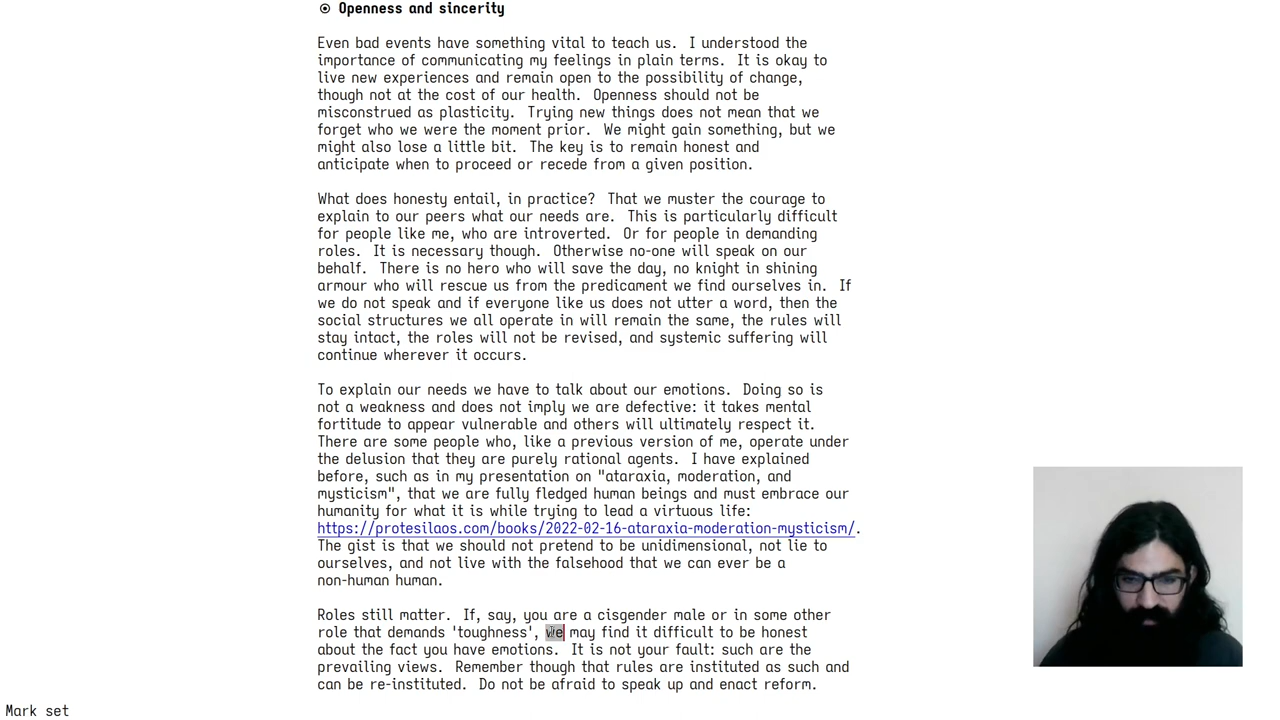 Openness and sincerity
Even bad events have something vital to teach us.  I understood the
importance of communicating my feelings in plain terms.  It is okay to
live new experiences and remain open to the possibility of change,
though not at the cost of our health.  Openness should not be
misconstrued as plasticity.  Trying new things does not mean that we
forget who we were the moment prior.  We might gain something, but we
might also lose a little bit.  The key is to remain honest and
anticipate when to proceed or recede from a given position.
What does honesty entail, in practice?  That we muster the courage to
explain to our peers what our needs are.  This is particularly difficult
for people like me, who are introverted.  Or for people in demanding
roles.  It is necessary though.  Otherwise no-one will speak on our
behalf.  There is no hero who will save the day, no knight in shining
armour who will rescue us from the predicament we find ourselves in.  If
we do not speak and if everyone like us does not utter a word, then the
social structures we all operate in will remain the same, the rules will
stay intact, the roles will not be revised, and systemic suffering will
continue wherever it occurs.
To explain our needs we have to talk about our emotions.  Doing so is
not a weakness and does not imply we are defective: it takes mental
fortitude to appear vulnerable and others will ultimately respect it.
There are some people who, like a previous version of me, operate under
the delusion that they are purely rational agents.  I have explained
before, such as in my presentation on "ataraxia, moderation, and
mysticism", that we are fully fledged human beings and must embrace our
humanity for what it is while trying to lead a virtuous life:
https://protesilaos.com/books/2022-02-16-ataraxia-moderation-mysticism/.
The gist is that we should not pretend to be unidimensional, not lie to
ourselves, and not live with the falsehood that we can ever be a
non-human human.
Roles still matter.  If, say, you are a cisgender male or in some other
role that demands 'toughness', we may find it difficult to be honest
about the fact you have emotions.  It is not your fault: such are the
prevailing views.  Remember though that rules are instituted as such and
can be re-instituted.  Do not be afraid to speak up and enact reform.
Mark set